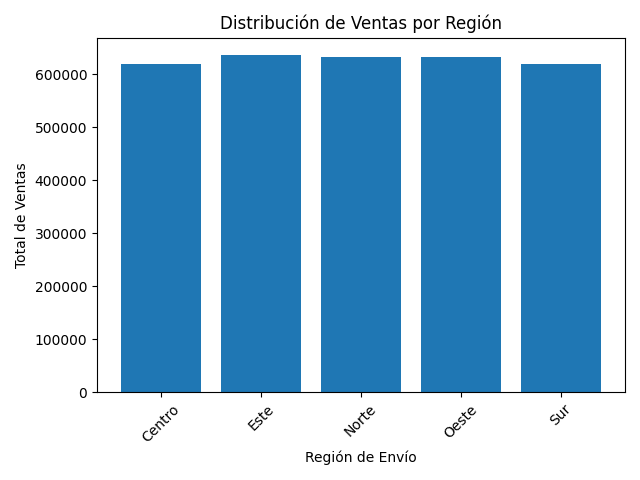 Distribución de Ventas por Región
Total de Ventas
600000
500000
400000
300000
200000
100000
0
Centro
Este
Norte
Oeste
Sur
Región de Envío